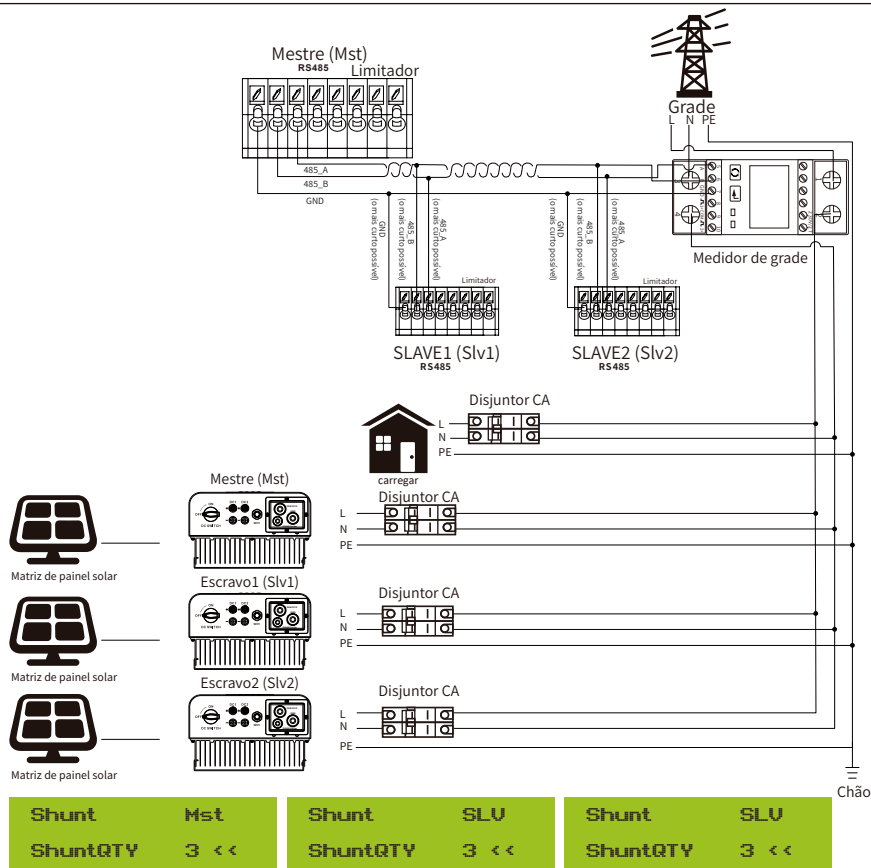 Mestre (Mst)
RS485
Limitador
Grade
L N PE
485_A
485_B
GND
GND
(o mais curto possível)
485_B
(o mais curto possível)
485_A
(o mais curto possível)
GND
(o mais curto possível)
485_B
(o mais curto possível)
485_A
(o mais curto possível)
Medidor de grade
Limitador
Limitador
SLAVE1 (Slv1)
RS485
SLAVE2 (Slv2)
RS485
Disjuntor CA
L
N
PE
carregar
Mestre (Mst)
Disjuntor CA
L
N
PE
Matriz de painel solar
Escravo1 (Slv1)
Disjuntor CA
L
N
PE
Matriz de painel solar
Escravo2 (Slv2)
Disjuntor CA
L
N
PE
Matriz de painel solar
Chão
Shunt Mst
ShuntQTY 3 <<
Shunt SLV
ShuntQTY 3 <<
Shunt SLV
ShuntQTY 3 <<